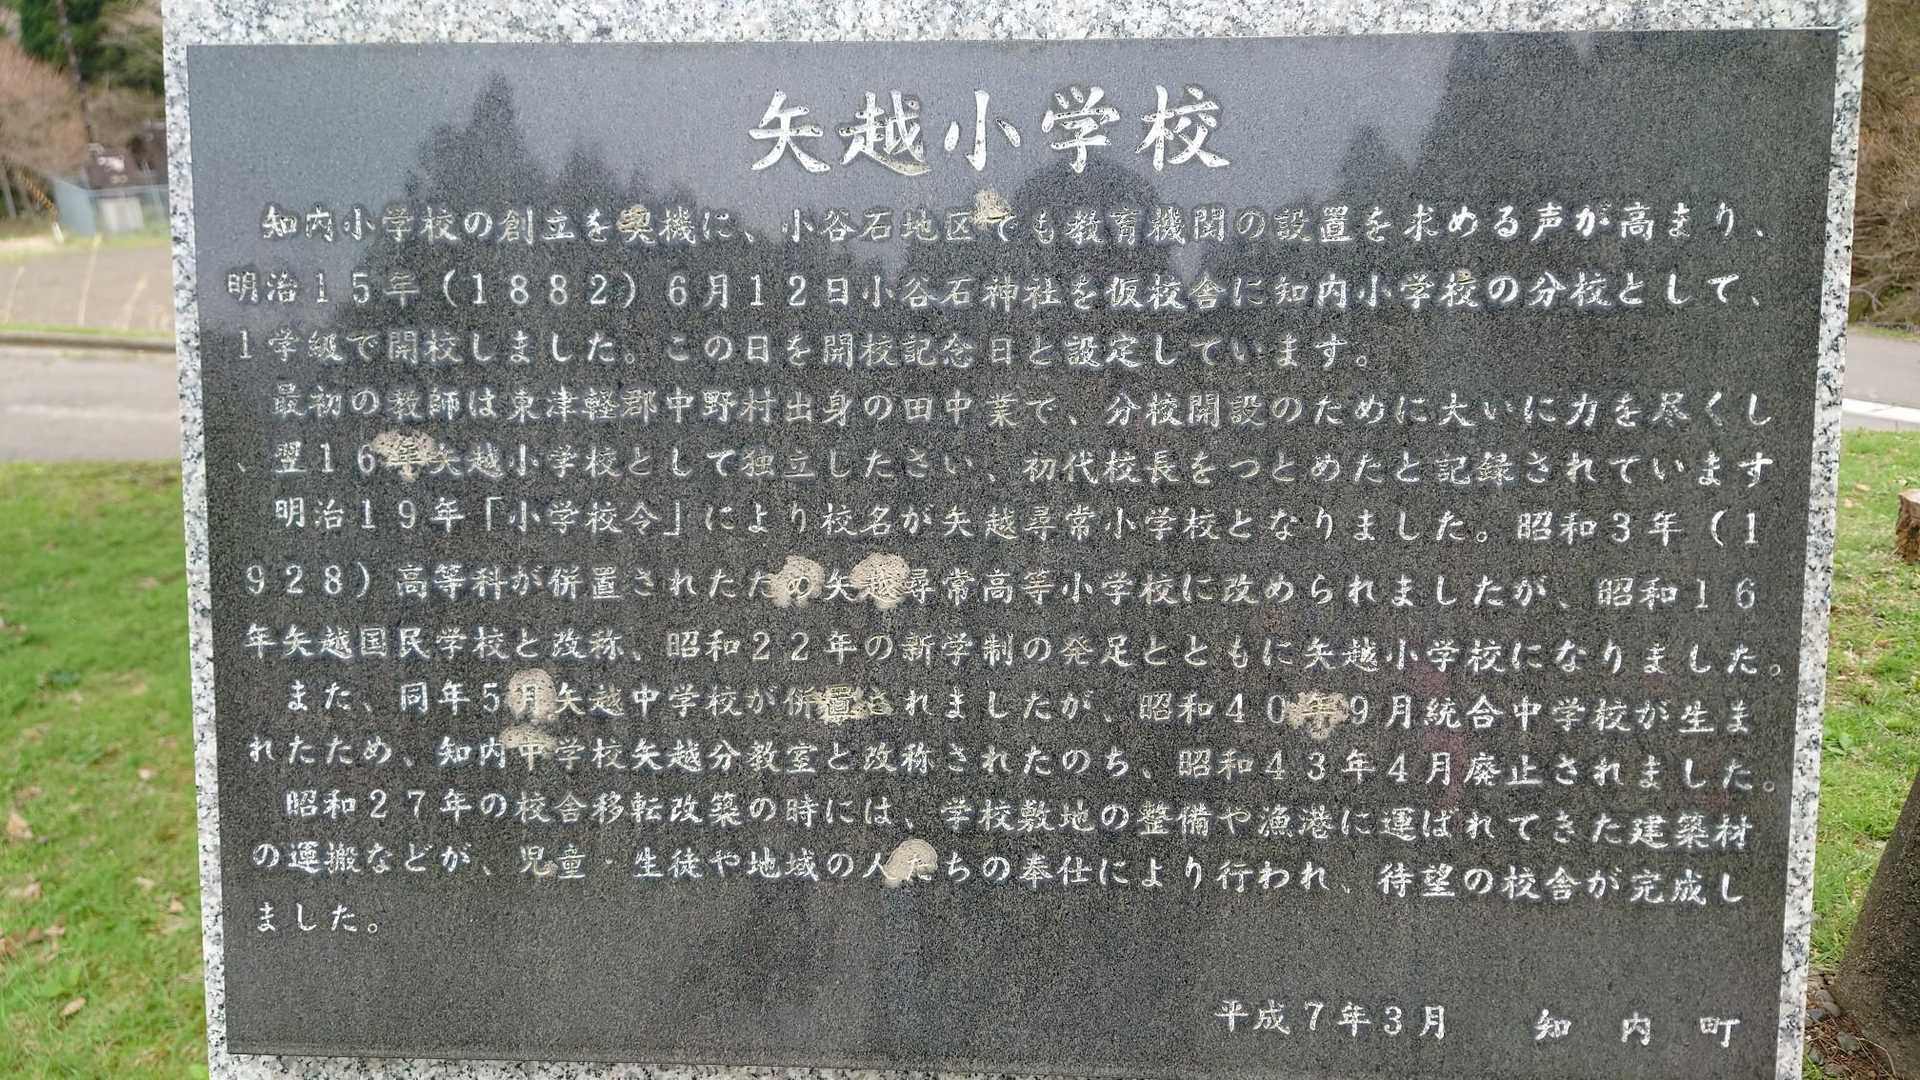 矢越小学校
知内小学校の創立を契機に、小谷石地区でも教育機関の設置を求める声が高まり、
明治15年(1882)6月12日小谷石神社を仮校舎に知内小学校の分校として、
1学級で開校しました。この日を開校記念日と設定しています。
最初の教師は東津軽郡中野村出身の田中業で、分校開設のために大いに力を尽くし
、翌16年矢越小学校として独立したさい、初代校長をつとめたと記録されています
明治19年「小学校令」により校名が矢越尋常小学校となりました。昭和3年(1
928)高等科が併置されたため矢越尋常高等小学校に改められましたが、昭和16
年矢越国民学校と改称、昭和22年の新学制の発足とともに矢越小学校になりました。
また、同年5月矢越中学校が併置されましたが、昭和40年9月統合中学校が生ま
れたため、知内中学校矢越分教室と改称されたのち、昭和43年4月廃止されました。
昭和27年の校舎移転改築の時には、学校敷地の整備や漁港に運ばれてきた建築材
の運搬などが、児童・生徒や地域の人たちの奉仕により行われ、待望の校舎が完成し
ました。
平成7年3月 知内町